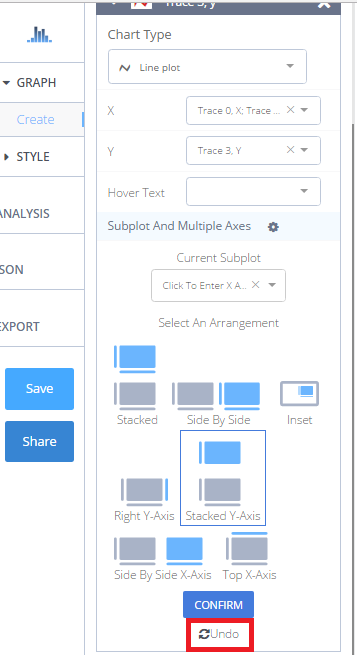 Trace 3, y
Chart Type
Line plot
GRAPH
Create
X
Trace 0, X; Trace ...
STYLE
Y
Trace 3, Y
Hover Text
ANALYSIS
Subplot And Multiple Axes
Current Subplot
SON
Click To Enter X A..
Select An Arrangement
EXPORT
Save
Stacked
Side By Side
Inset
Share
Right Y-Axis
Stacked Y-Axis
Side By Side X-Axis
Top X-Axis
CONFIRM
Undo